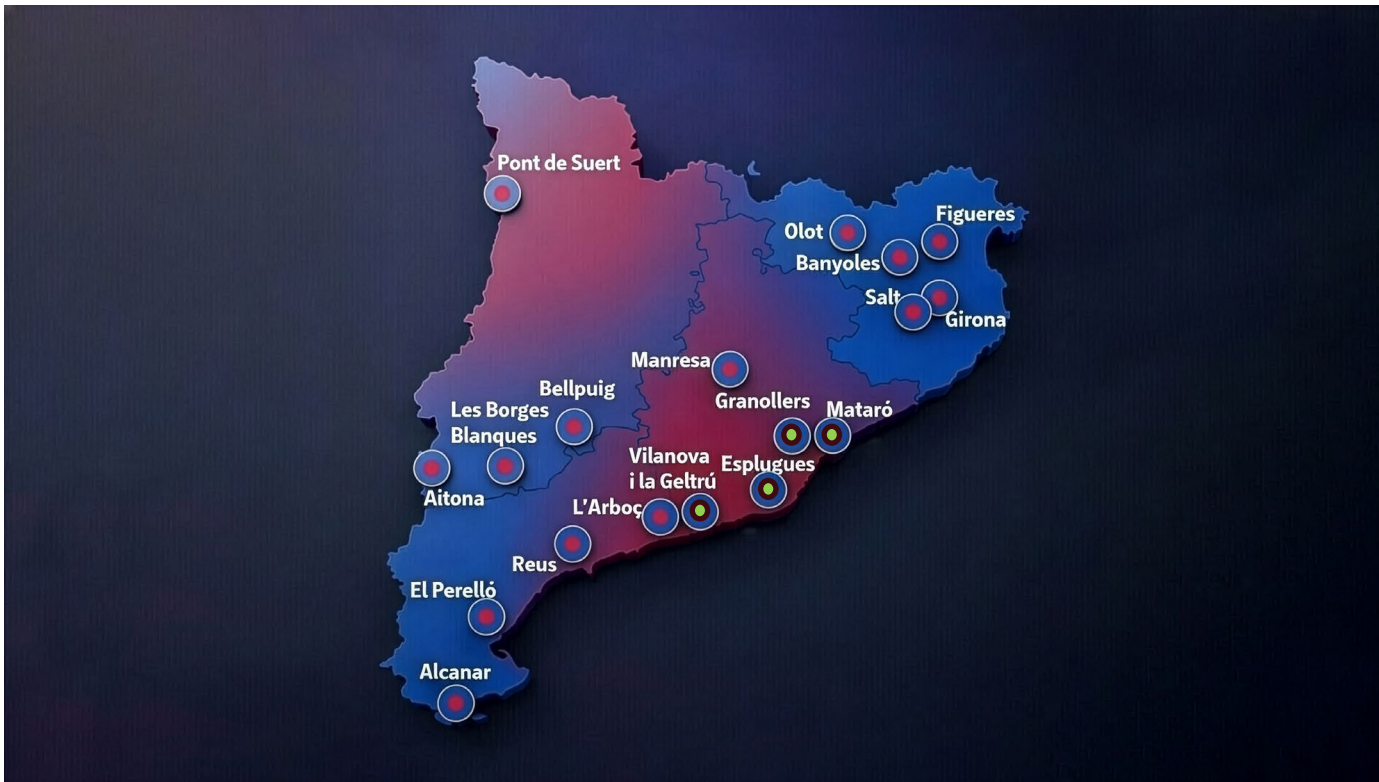 Pont de Suert
Figueres
Olot
Banyoles
Salt
Girona
Manresa
Bellpuig
Granollers
Les Borges
Blanques
Mataró
Vilanova
i la Geltrú
Esplugues
Aitona
L'Arboç
Reus
El Perelló
Alcanar